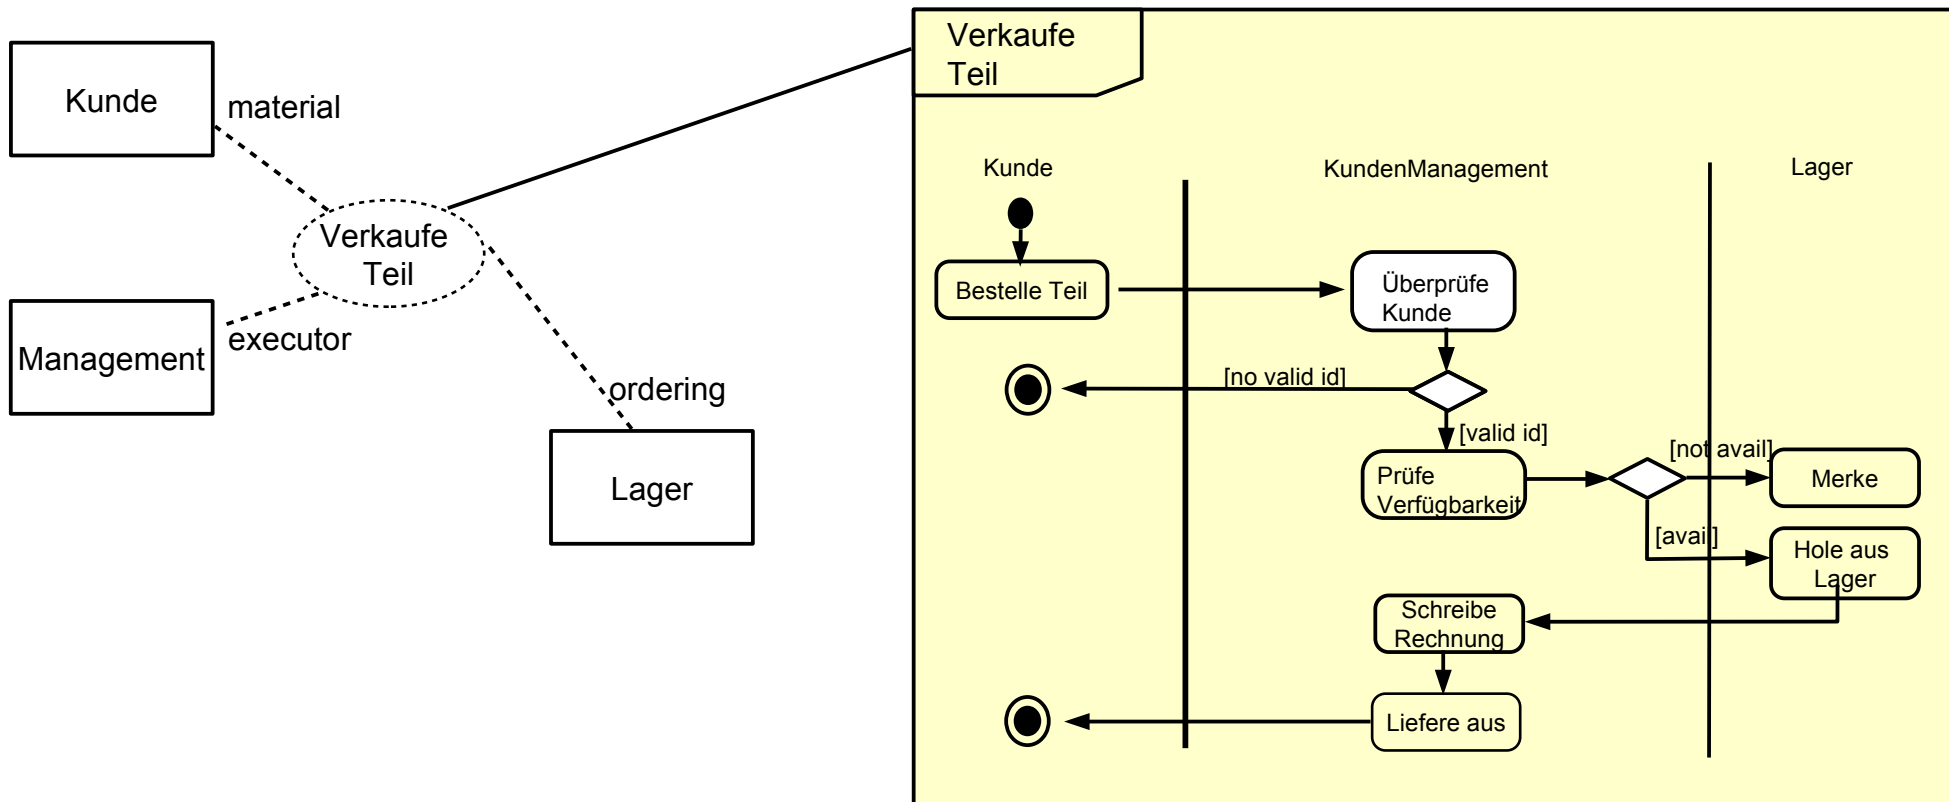 Kunde
material
Verkaufe
Teil
Management
executor
ordering
Lager
Verkaufe
Teil
Kunde
KundenManagement
Lager
Bestelle Teil
Überprüfe
Kunde
[no valid id]
[valid id]
[not avail]
Prüfe
Verfügbarkeit
Merke
[avail]
Hole aus
Lager
Schreibe
Rechnung
Liefere aus